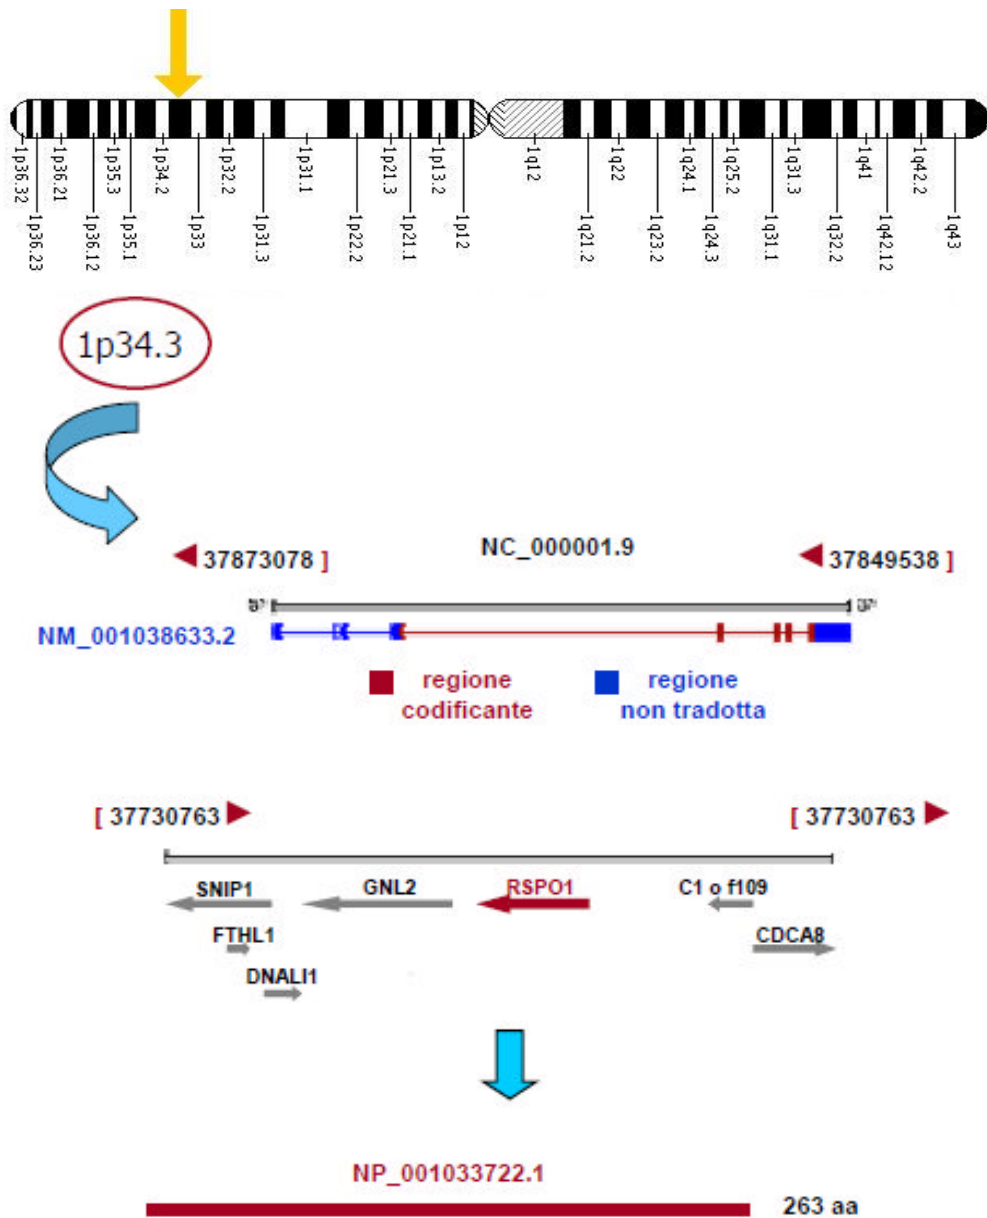 1p36.32
1p36.23
1p36.21
1p36.12
1p35.3
1p35.1
1p34.2
1p33
1p32.2
1p31.3
1p31.1
1p22.2
1p21.3
1p21.1
1p13.2
1p12
1q12
1q21.2
1q22
1q23.2
1q24.1
1q24.3
1q25.2
1q31.1
1q31.3
1q32.2
1q41
1q42.12
1q42.2
1q43
1p34.3
37873078 ]
NC_000001.9
37849538 ]
5'
3'
NM_001038633.2
regione codificante
regione non tradotta
[ 37730763
[ 37730763
SNIP1
GNL2
RSPO1
C1 o f109
FTHL1
CDCA8
DNALI1
NP_001033722.1
263 aa